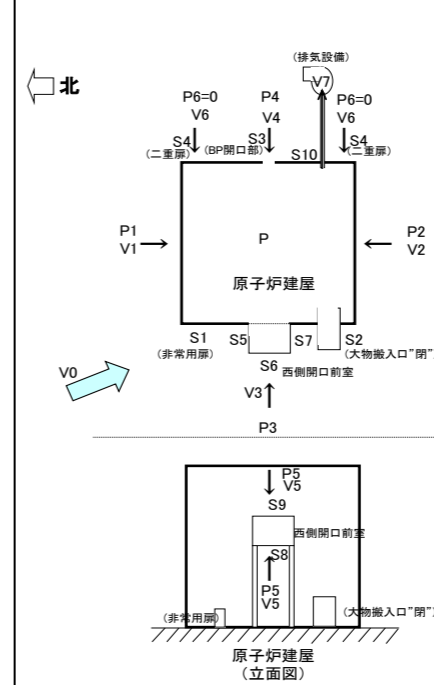 (排気設備)
北
V7
P6=0
V6
P4
V4
P6=0
V6
S4
(二重扉)
S3
(BP開口部)
S10
S4
(二重扉)
P1
V1
P
P2
V2
原子炉建屋
S1
(非常用扉)
S5
S7
S2
(大物搬入口"閉")
S6
西側開口前室
V0
V3
P3
P5
V5
S9
西側開口前室
S8
P5
V5
(非常用扉)
(大物搬入口"閉")
原子炉建屋
(立面図)